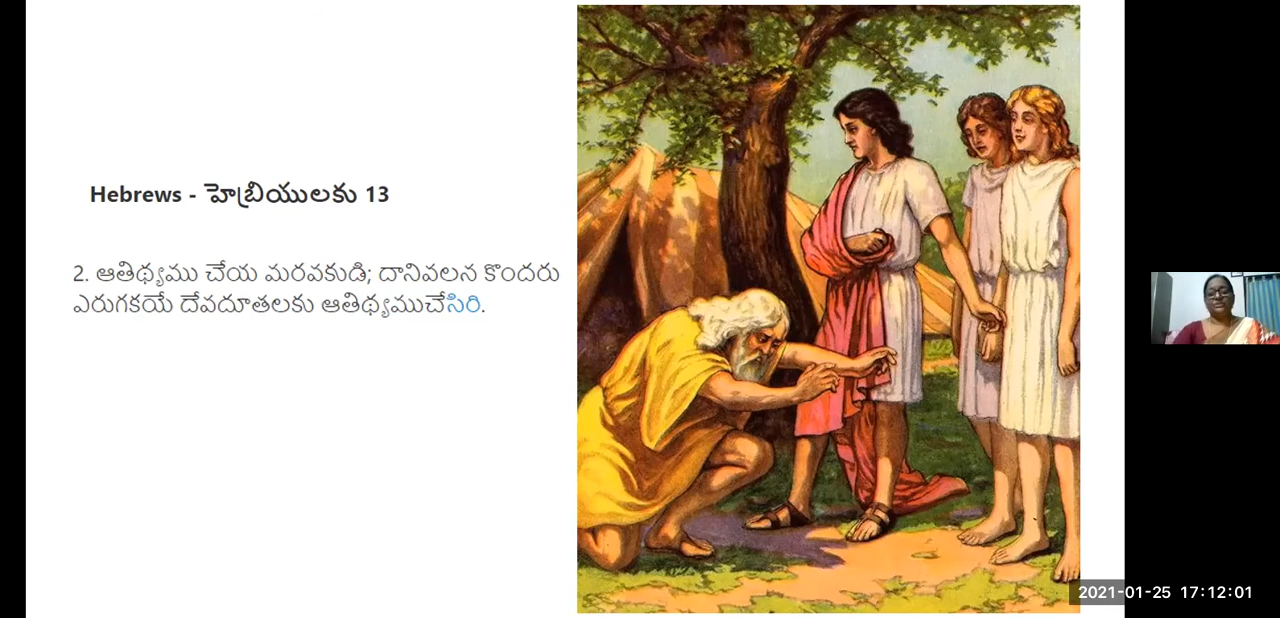 Hebrews - హెబ్రీయులకు 13
2. ఆతిథ్యము చేయ మరవకుడి; దానివలన కొందరు
ఎరుగకయే దేవదూతలకు ఆతిథ్యముచేసిరి.
2021-01-25 17:12:01